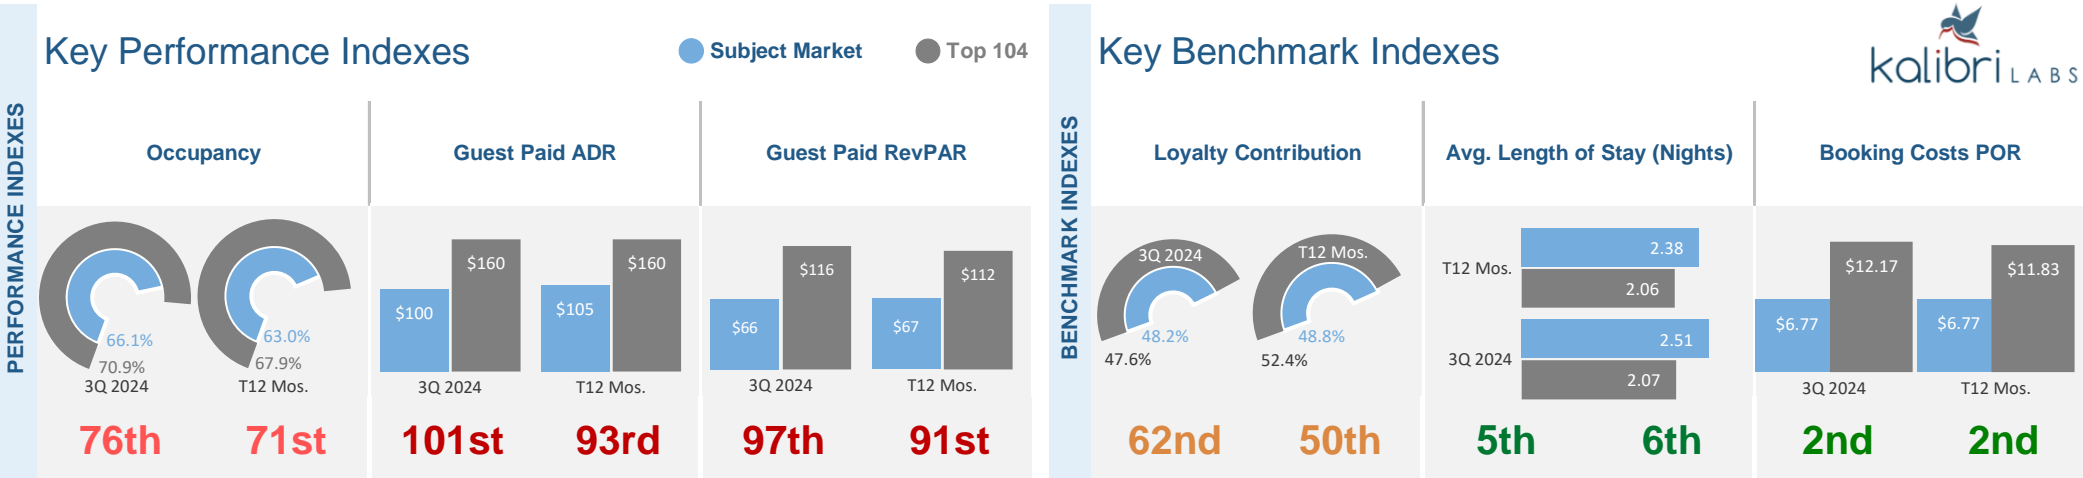 PERFORMANCE INDEXES
Key Performance Indexes
Subject Market
Top 104
Occupancy
Guest Paid ADR
Guest Paid RevPAR
66.1%
70.9%
3Q 2024
63.0%
67.9%
T12 Mos.
$100
$160
3Q 2024
$105
$160
T12 Mos.
$66
$116
3Q 2024
$67
$112
T12 Mos.
76th
71st
101st
93rd
97th
91st
BENCHMARK INDEXES
Key Benchmark Indexes
kalibri LABS
Loyalty Contribution
Avg. Length of Stay (Nights)
Booking Costs POR
3Q 2024
48.2%
47.6%
T12 Mos.
48.8%
52.4%
T12 Mos.
2.38
2.06
3Q 2024
2.51
2.07
$6.77
$12.17
3Q 2024
$6.77
$11.83
T12 Mos.
62nd
50th
5th
6th
2nd
2nd